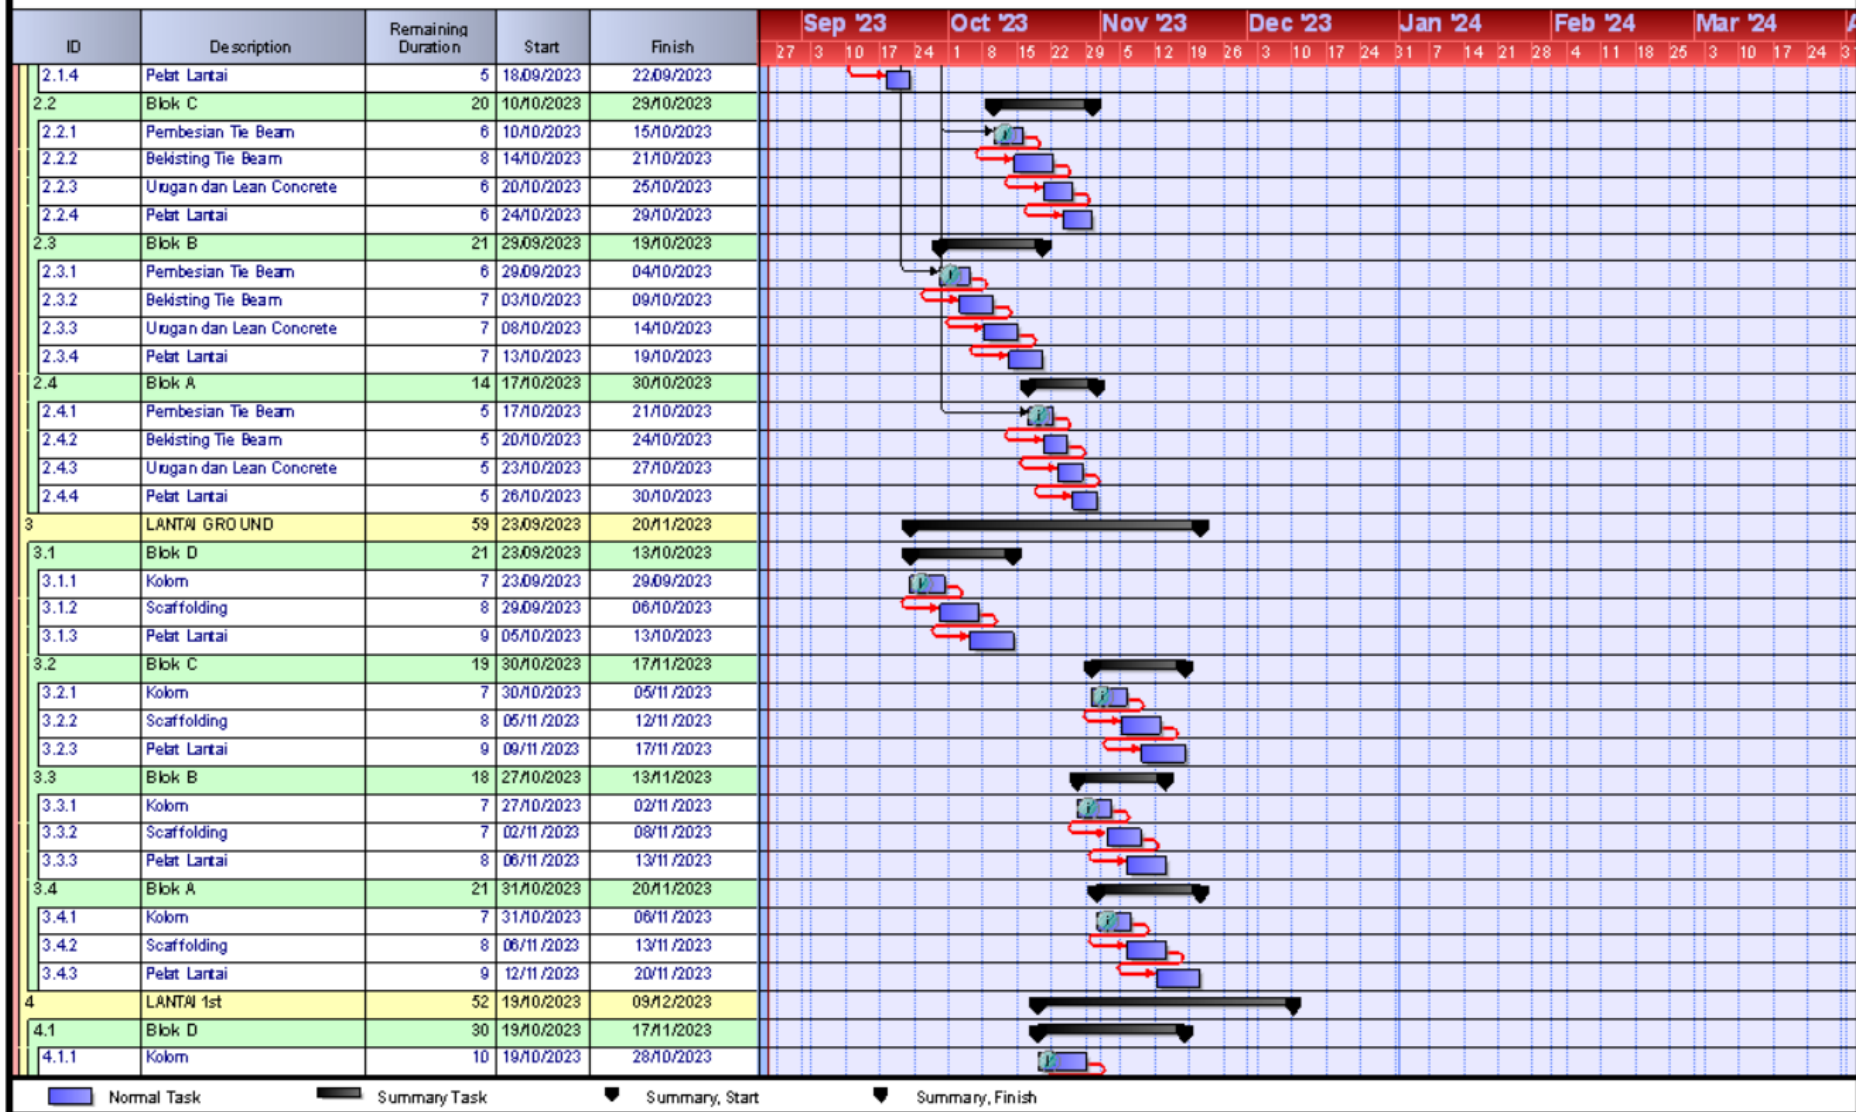 ID Description Remaining Duration Start Finish
Sep '23 Oct '23 Nov '23 Dec '23 Jan '24 Feb '24 Mar '24 A
27 3 10 17 24 1 8 15 22 29 5 12 19 26 3 10 17 24 31 7 14 21 28 4 11 18 25 3 10 17 24 3
2.1.4 Pelat Lantai 5 18/09/2023 22/09/2023
2.2 Blok C 20 10/10/2023 29/10/2023
2.2.1 Pembesian Tie Beam 6 10/10/2023 15/10/2023
2.2.2 Bekisting Tie Beam 8 14/10/2023 21/10/2023
2.2.3 Urugan dan Lean Concrete 6 20/10/2023 25/10/2023
2.2.4 Pelat Lantai 6 24/10/2023 29/10/2023
2.3 Blok B 21 29/09/2023 19/10/2023
2.3.1 Pembesian Tie Beam 6 29/09/2023 04/10/2023
2.3.2 Bekisting Tie Beam 7 03/10/2023 09/10/2023
2.3.3 Urugan dan Lean Concrete 7 08/10/2023 14/10/2023
2.3.4 Pelat Lantai 7 13/10/2023 19/10/2023
2.4 Blok A 14 17/10/2023 30/10/2023
2.4.1 Pembesian Tie Beam 5 17/10/2023 21/10/2023
2.4.2 Bekisting Tie Beam 5 20/10/2023 24/10/2023
2.4.3 Urugan dan Lean Concrete 5 23/10/2023 27/10/2023
2.4.4 Pelat Lantai 5 26/10/2023 30/10/2023
3 LANTAI GROUND 59 23/09/2023 20/11/2023
3.1 Blok D 21 23/09/2023 13/10/2023
3.1.1 Kolom 7 23/09/2023 29/09/2023
3.1.2 Scaffolding 8 29/09/2023 06/10/2023
3.1.3 Pelat Lantai 9 05/10/2023 13/10/2023
3.2 Blok C 19 30/10/2023 17/11/2023
3.2.1 Kolom 7 30/10/2023 05/11/2023
3.2.2 Scaffolding 8 05/11/2023 12/11/2023
3.2.3 Pelat Lantai 9 09/11/2023 17/11/2023
3.3 Blok B 18 27/10/2023 13/11/2023
3.3.1 Kolom 7 27/10/2023 02/11/2023
3.3.2 Scaffolding 7 02/11/2023 08/11/2023
3.3.3 Pelat Lantai 8 06/11/2023 13/11/2023
3.4 Blok A 21 31/10/2023 20/11/2023
3.4.1 Kolom 7 31/10/2023 06/11/2023
3.4.2 Scaffolding 8 06/11/2023 13/11/2023
3.4.3 Pelat Lantai 9 12/11/2023 20/11/2023
4 LANTAI 1st 52 19/10/2023 09/12/2023
4.1 Blok D 30 19/10/2023 17/11/2023
4.1.1 Kolom 10 19/10/2023 28/10/2023
Normal Task Summary Task Summary, Start Summary, Finish